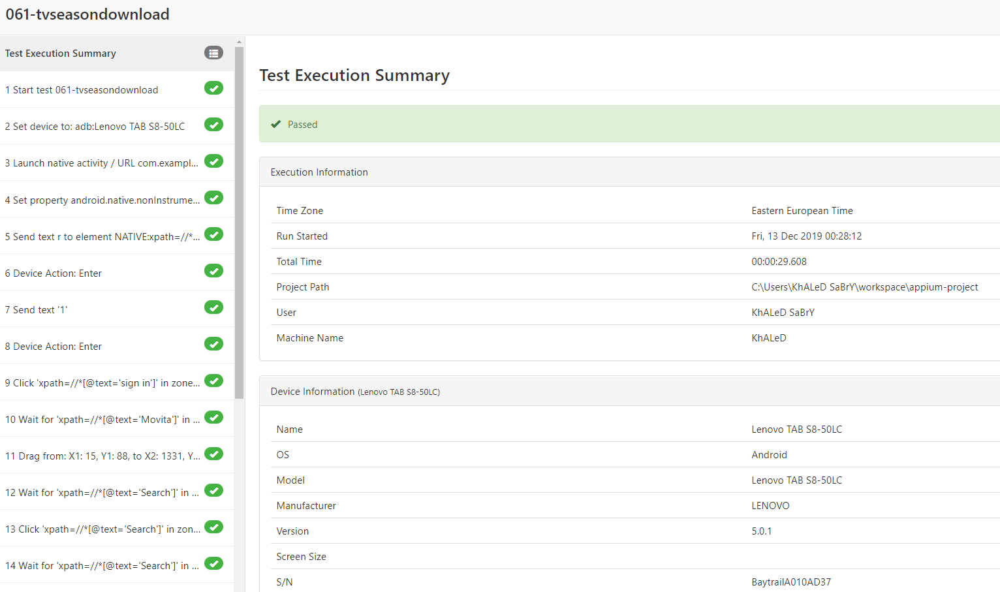 061-tvseasondownload
Test Execution Summary
1 Start test 061-tvseasondownload
2 Set device to: adb:Lenovo TAB S8-50LC
3 Launch native activity / URL com.exampl...
4 Set property android.native.nonInstrume...
5 Send text r to element NATIVE:xpath=//*...
6 Device Action: Enter
7 Send text '1'
8 Device Action: Enter
9 Click 'xpath=//*[@text='sign in']' in zone...
10 Wait for 'xpath=//*[@text='Movita']' in ...
11 Drag from: X1: 15, Y1: 88, to X2: 1331, Y...
12 Wait for 'xpath=//*[@text='Search']' in ...
13 Click 'xpath=//*[@text='Search']' in zon...
14 Wait for 'xpath=//*[@text='Search']' in ...
Test Execution Summary
Passed
Execution Information
Time Zone Eastern European Time
Run Started Fri, 13 Dec 2019 00:28:12
Total Time 00:00:29.608
Project Path C:\Users\KhALeD SaBrY\workspace\appium-project
User KhALeD SaBrY
Machine Name KhALeD
Device Information (Lenovo TAB S8-50LC)
Name Lenovo TAB S8-50LC
OS Android
Model Lenovo TAB S8-50LC
Manufacturer LENOVO
Version 5.0.1
Screen Size
S/N BaytrailA010AD37